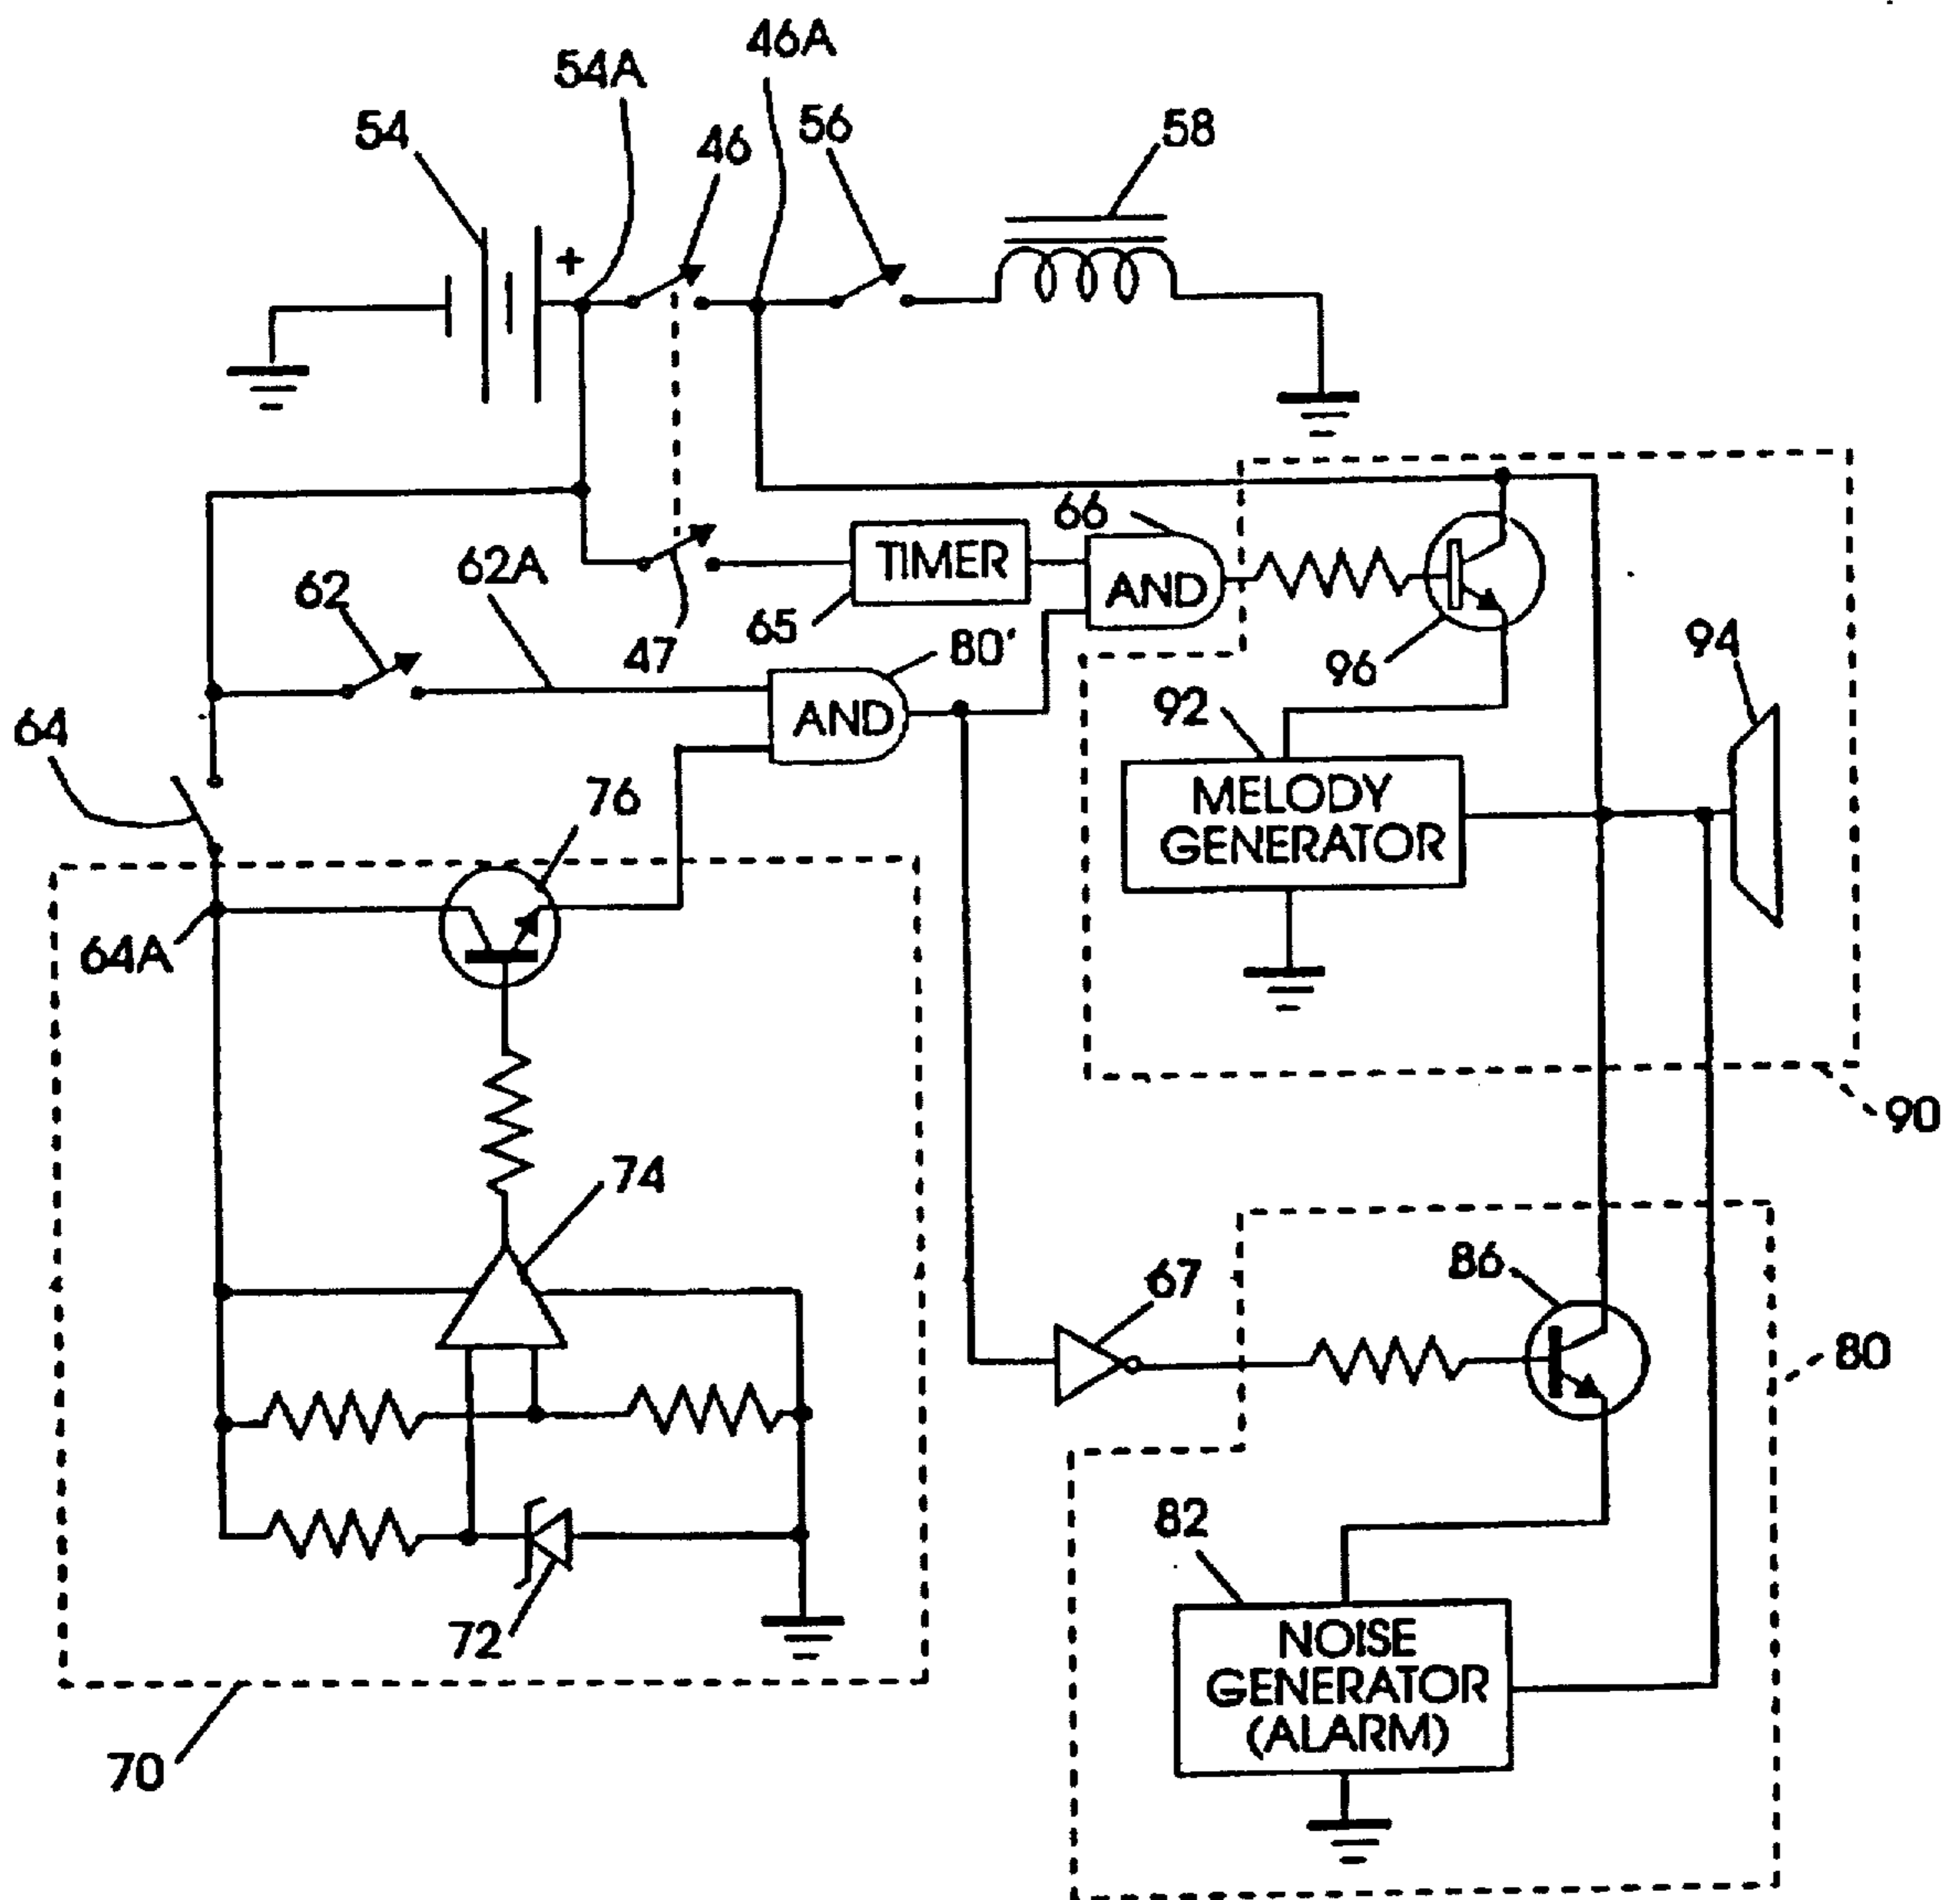 46A
54A
54
46
56
58
+
66
62A
TIMER
62
AND
65
47
80'
96
94
92
64
AND
76
MELODY
GENERATOR
64A
90
74
67
86
80
82
72
NOISE
GENERATOR
(ALARM)
70